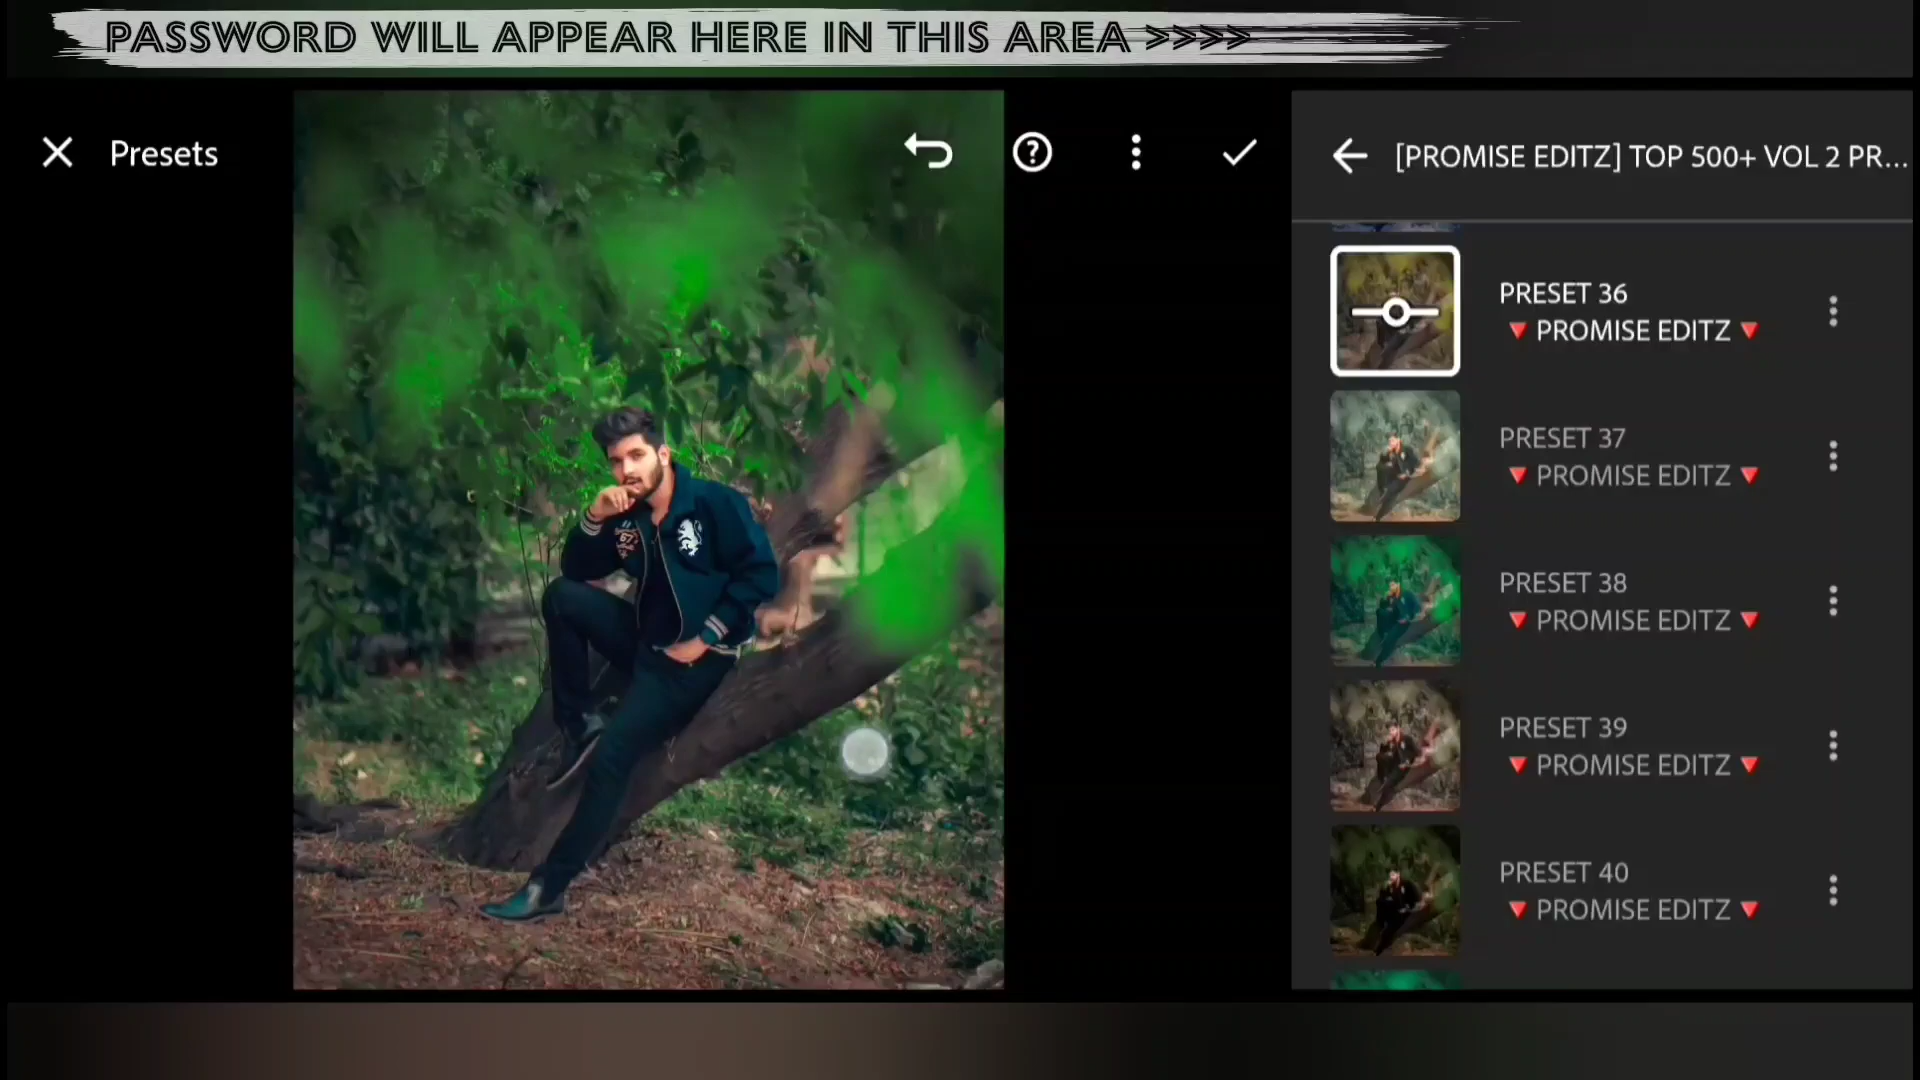 PASSWORD WILL APPEAR HERE IN THIS AREA >>>>
Presets
[PROMISE EDITZ] TOP 500+ VOL 2 PR...
PRESET 36
🔻PROMISE EDITZ🔻
PRESET 37
🔻PROMISE EDITZ🔻
PRESET 38
🔻PROMISE EDITZ🔻
PRESET 39
🔻PROMISE EDITZ🔻
PRESET 40
🔻PROMISE EDITZ🔻
67